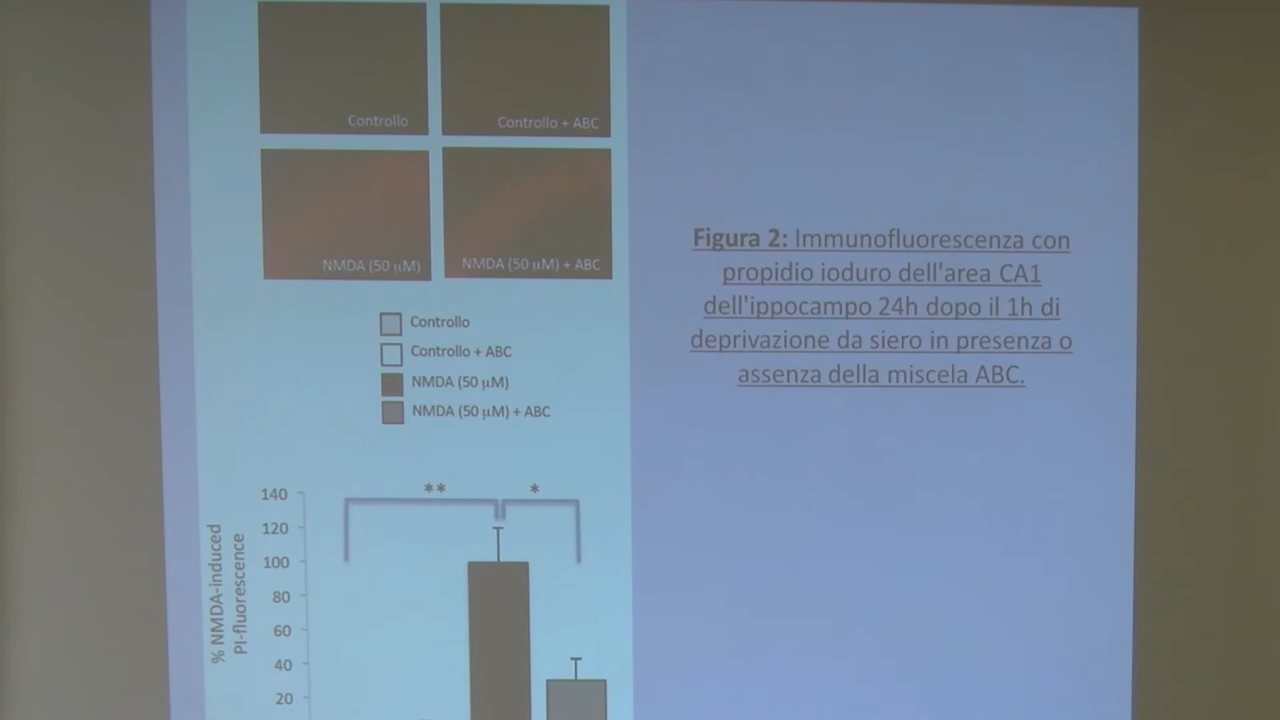 Controllo
Controllo + ABC
NMDA (50 μM)
NMDA (50 μM) + ABC
Controllo
Controllo + ABC
NMDA (50 μM)
NMDA (50 μM) + ABC
** *
140
120
100
80
60
40
20
% NMDA-induced
PI-fluorescence
Figura 2: Immunofluorescenza con
propidio ioduro dell'area CA1
dell'ippocampo 24h dopo il 1h di
deprivazione da siero in presenza o
assenza della miscela ABC.